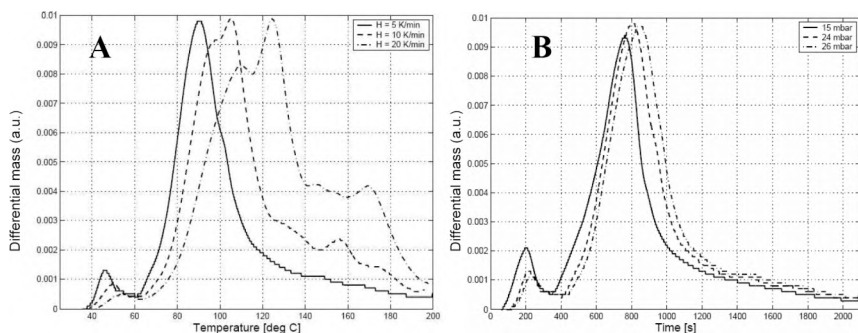 A
H = 5 K/min
H = 10 K/min
H = 20 K/min
Differential mass (a.u.)
0.01
0.009
0.008
0.007
0.006
0.005
0.004
0.003
0.002
0.001
0
40 60 80 100 120 140 160 180 200
Temperature [deg C]
B
15 mbar
24 mbar
26 mbar
Differential mass (a.u.)
0.01
0.009
0.008
0.007
0.006
0.005
0.004
0.003
0.002
0.001
0
0 200 400 600 800 1000 1200 1400 1600 1800 2000
Time [s]